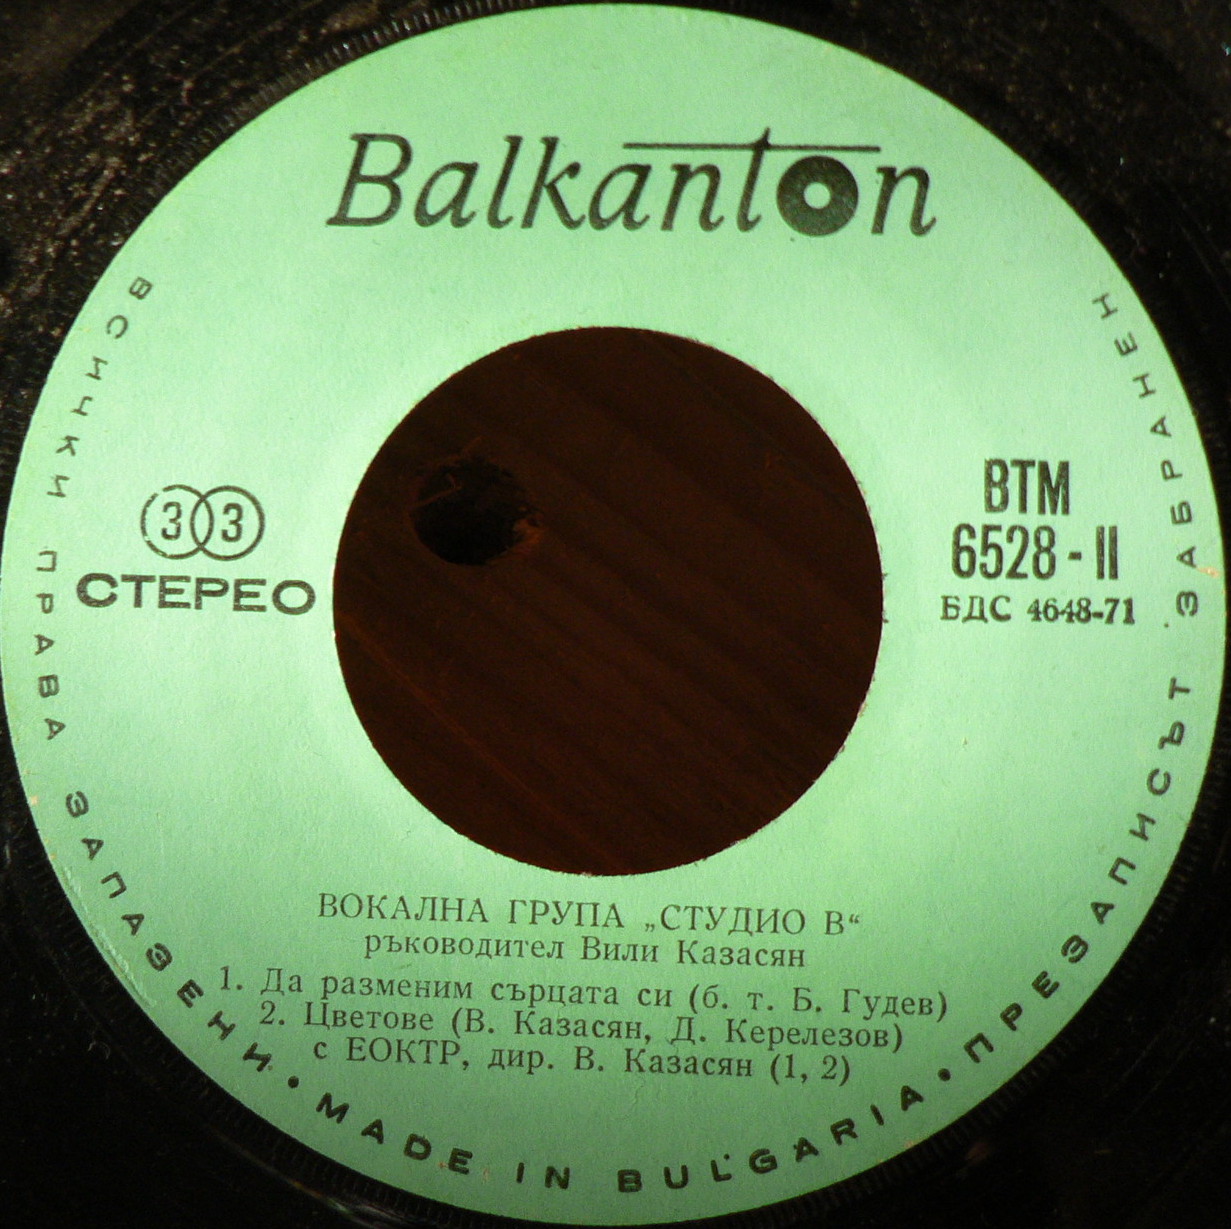 Balkanton
33
СТЕРЕО
ВТМ
6528 - II
БДС 4648-71
ВОКАЛНА ГРУПА „СТУДИО В“
ръководител Вили Казасян
1. Да разменим сърцата си (б. т. Б. Гудев)
2. Цветове (В. Казасян, Д. Керелезов)
с ЕОКТР, дир. В. Казасян (1, 2)
ВСИЧКИ ПРАВА ЗАПАЗЕНИ • MADE IN BULGARIA • ПРЕЗАПИСЪТ ЗАБРАНЕН